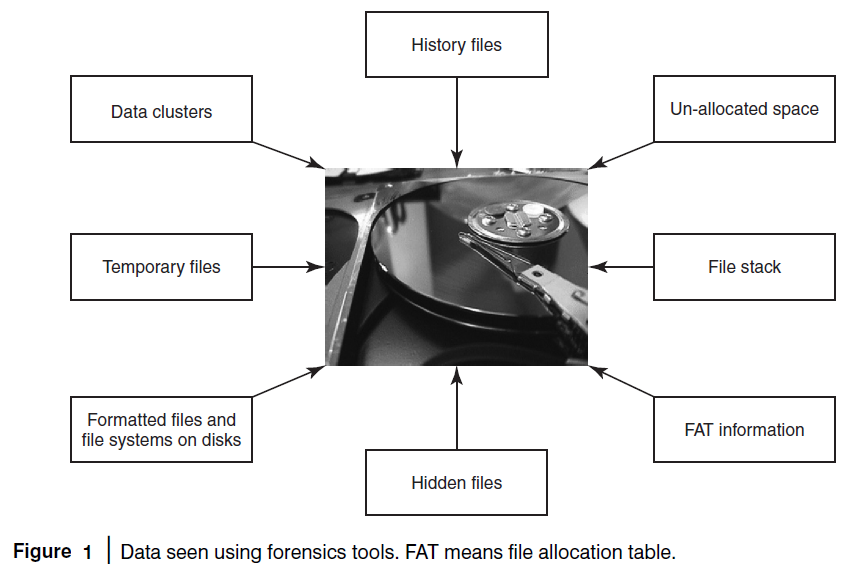 History files
Data clusters
Un-allocated space
Temporary files
File stack
Formatted files and
file systems on disks
FAT information
Hidden files
Figure 1 | Data seen using forensics tools. FAT means file allocation table.